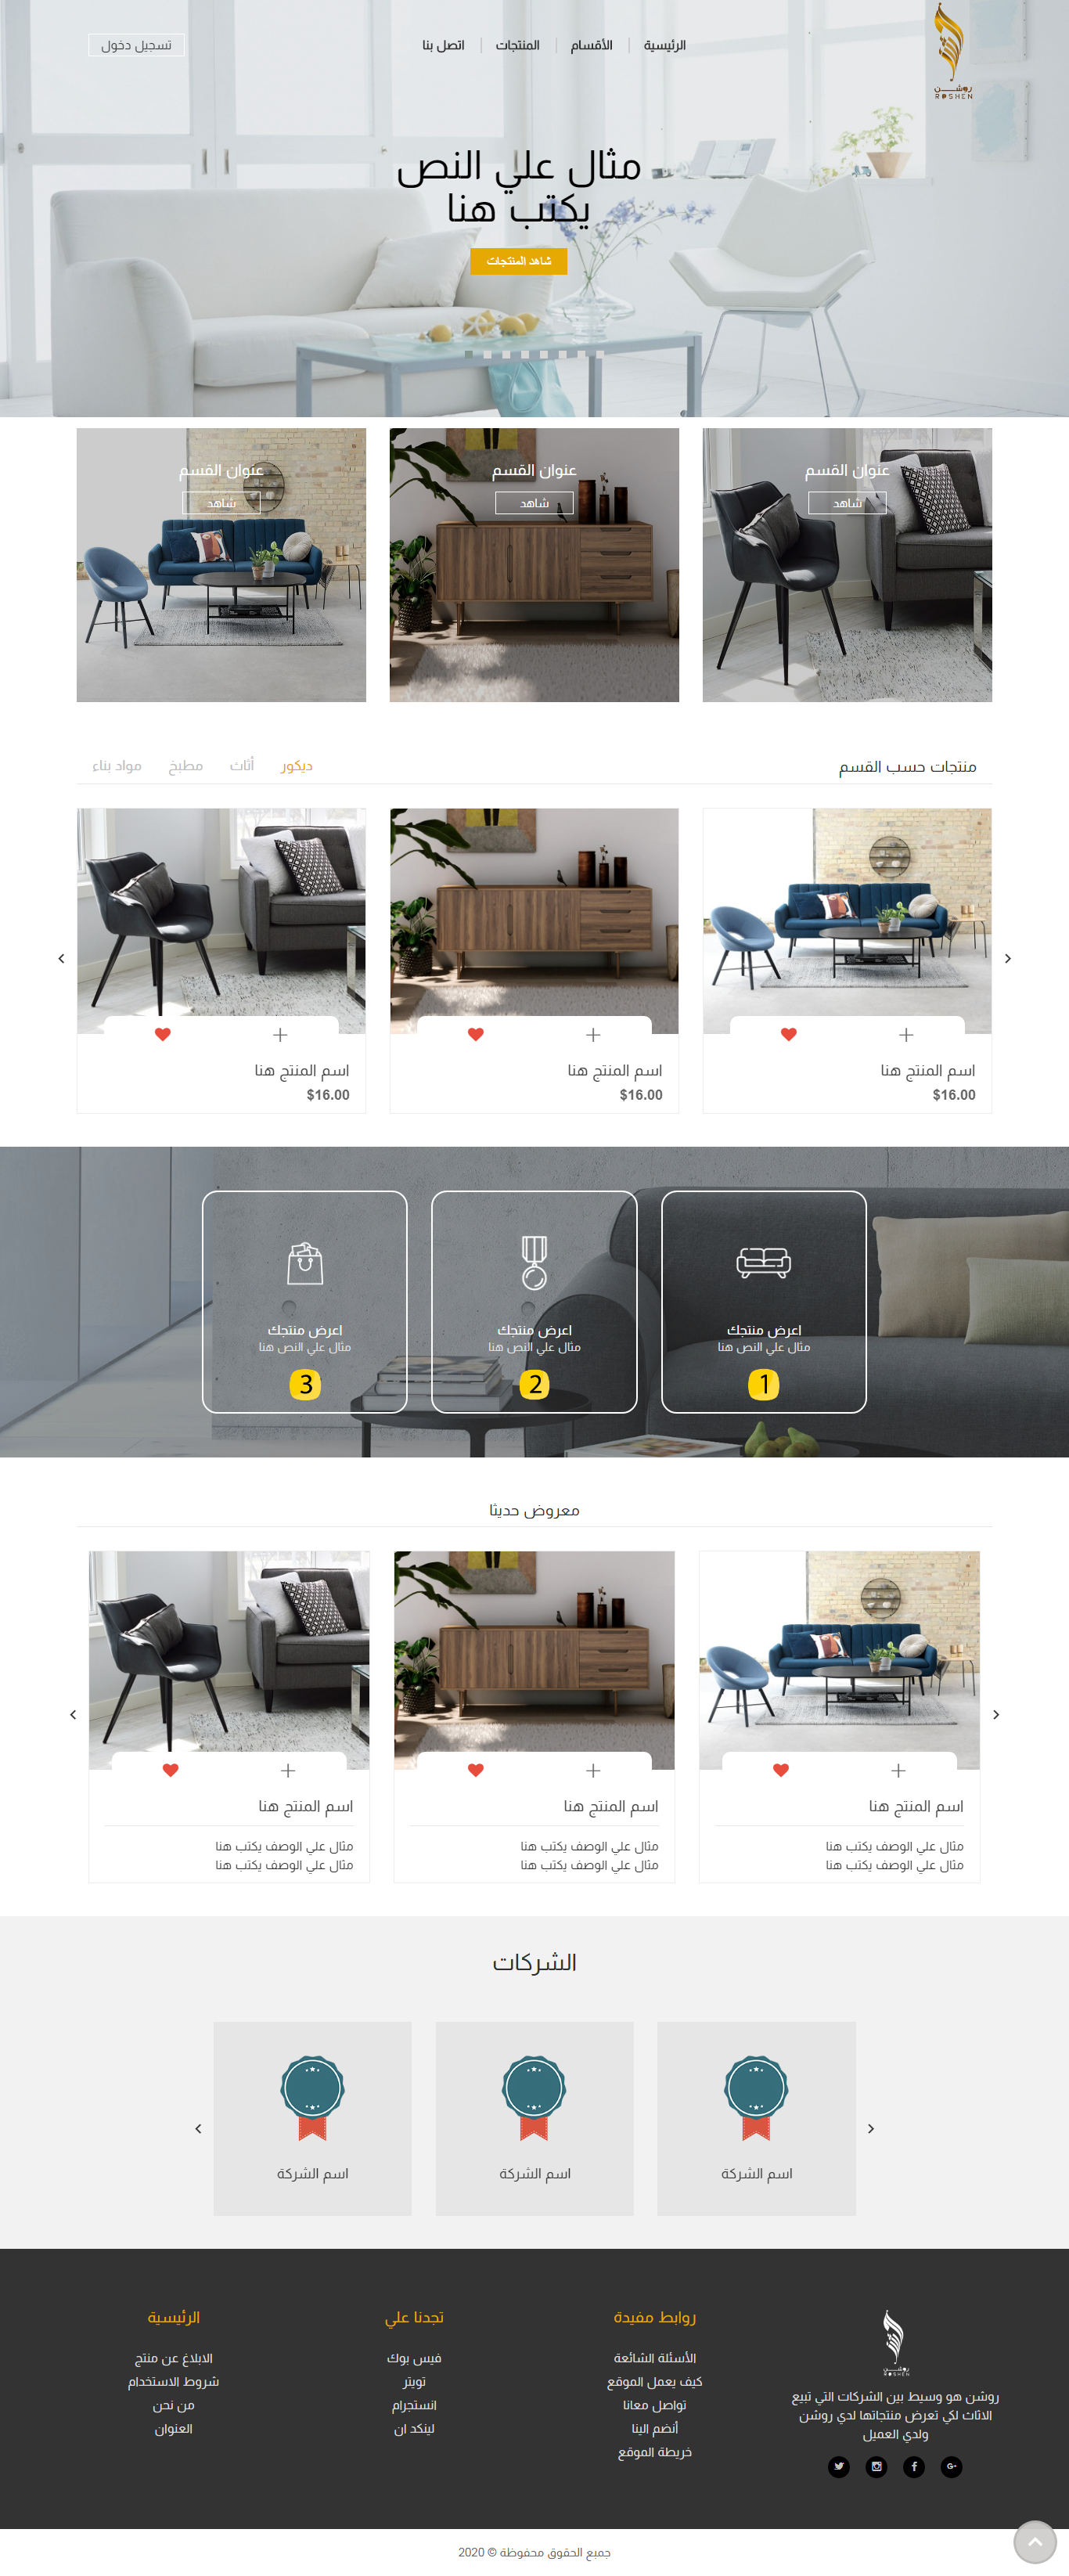 روشن
ROSHEN
الرئيسية
الأقسام
المنتجات
اتصل بنا
تسجيل دخول
مثال علي النص
يكتب هنا
شاهد المنتجات
عنوان القسم
شاهد
عنوان القسم
شاهد
عنوان القسم
شاهد
منتجات حسب القسم
ديكور
أثاث
مطبخ
مواد بناء
اسم المنتج هنا
$16.00
اسم المنتج هنا
$16.00
اسم المنتج هنا
$16.00
اعرض منتجك
مثال علي النص هنا
1
اعرض منتجك
مثال علي النص هنا
2
اعرض منتجك
مثال علي النص هنا
3
معروض حديثا
اسم المنتج هنا
مثال علي الوصف يكتب هنا
مثال علي الوصف يكتب هنا
اسم المنتج هنا
مثال علي الوصف يكتب هنا
مثال علي الوصف يكتب هنا
اسم المنتج هنا
مثال علي الوصف يكتب هنا
مثال علي الوصف يكتب هنا
الشركات
اسم الشركة
اسم الشركة
اسم الشركة
روشن
ROSHEN
روشن هو وسيط بين الشركات التي تبيع
الاثاث لكي تعرض منتجاتها لدي روشن
ولدي العميل
روابط مفيدة
الأسئلة الشائعة
كيف يعمل الموقع
تواصل معانا
أنضم الينا
خريطة الموقع
تجدنا علي
فيس بوك
تويتر
انستجرام
لينكد ان
الرئيسية
الابلاغ عن منتج
شروط الاستخدام
من نحن
العنوان
جميع الحقوق محفوظة © 2020